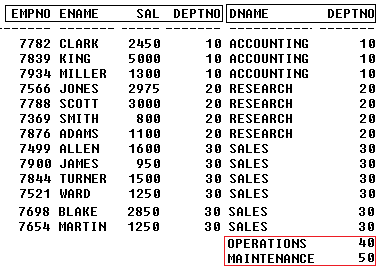 EMPNO ENAME SAL DEPTNO DNAME DEPTNO
7782 CLARK 2450 10 ACCOUNTING 10
7839 KING 5000 10 ACCOUNTING 10
7934 MILLER 1300 10 ACCOUNTING 10
7566 JONES 2975 20 RESEARCH 20
7788 SCOTT 3000 20 RESEARCH 20
7369 SMITH 800 20 RESEARCH 20
7876 ADAMS 1100 20 RESEARCH 20
7499 ALLEN 1600 30 SALES 30
7900 JAMES 950 30 SALES 30
7844 TURNER 1500 30 SALES 30
7521 WARD 1250 30 SALES 30
7698 BLAKE 2850 30 SALES 30
7654 MARTIN 1250 30 SALES 30
OPERATIONS 40
MAINTENANCE 50